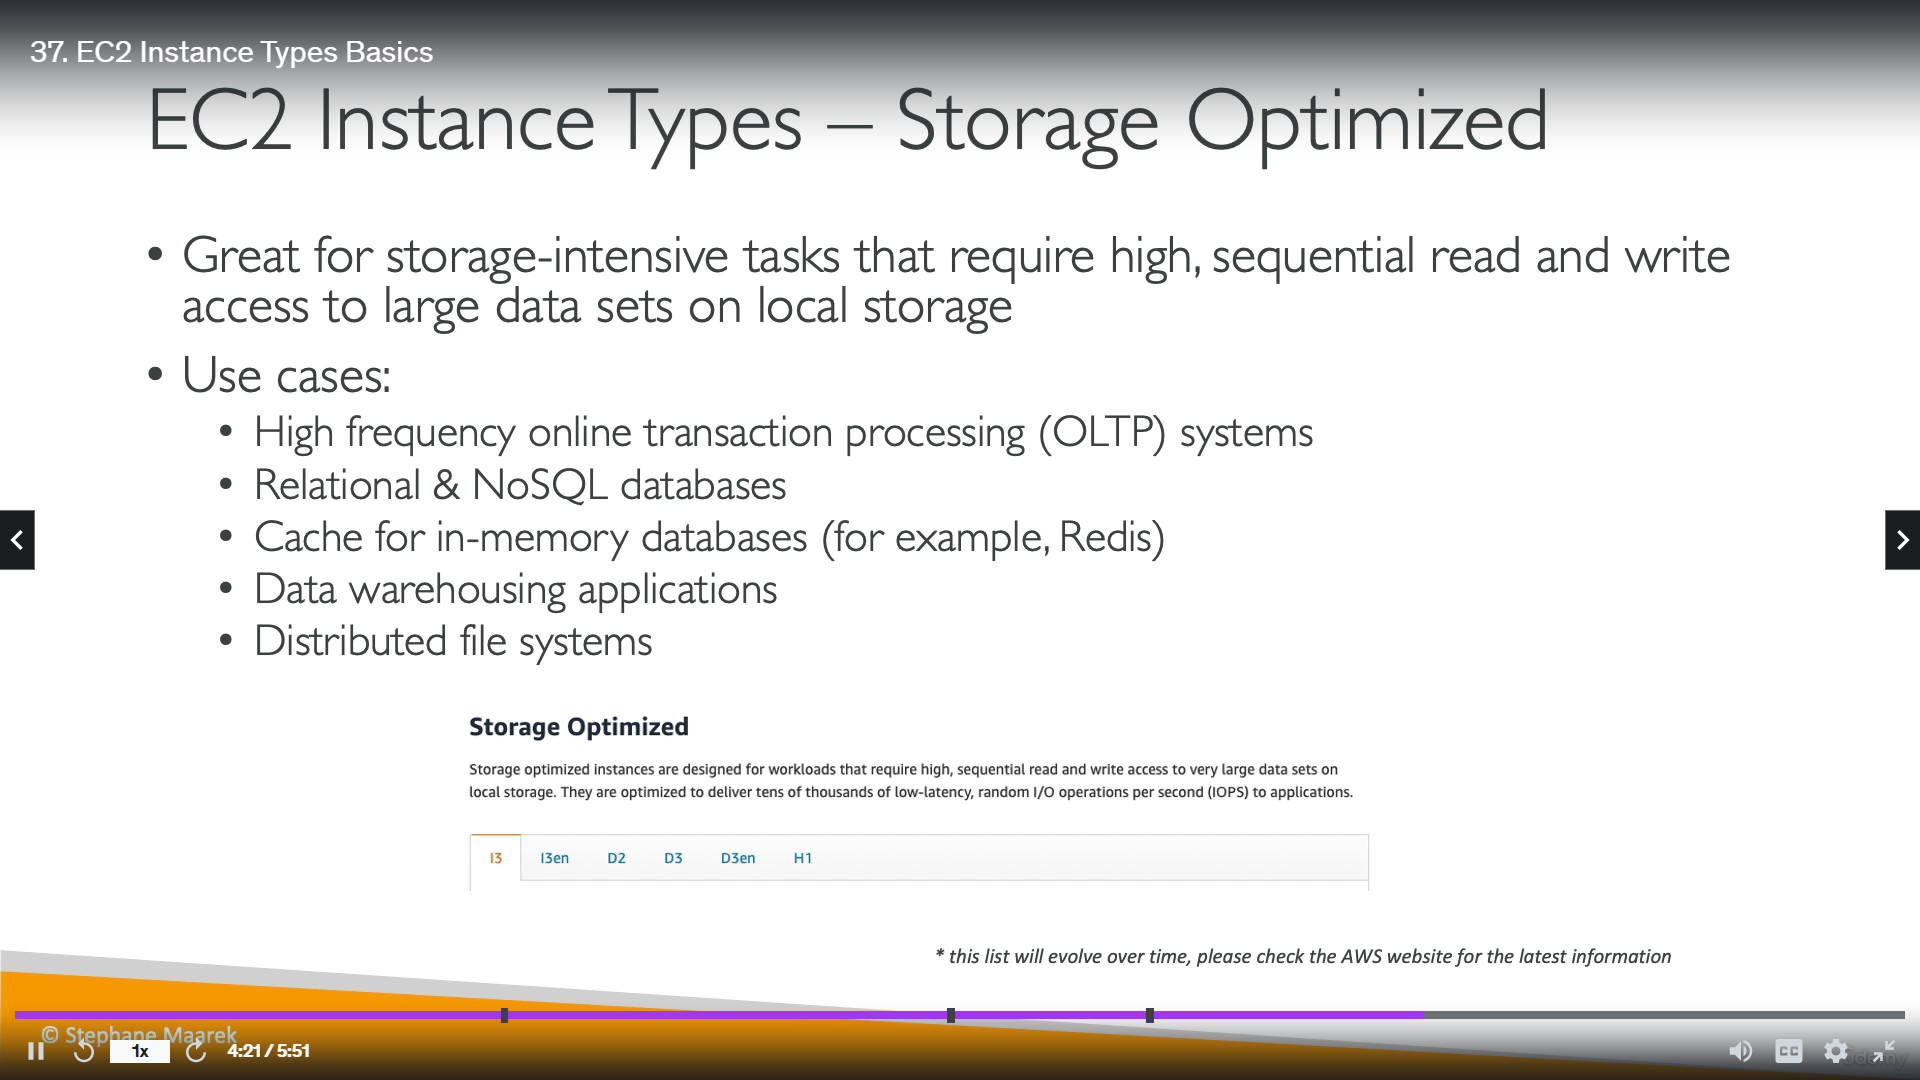 37. EC2 Instance Types Basics
EC2 Instance Types – Storage Optimized
• Great for storage-intensive tasks that require high, sequential read and write
access to large data sets on local storage
• Use cases:
• High frequency online transaction processing (OLTP) systems
• Relational & NoSQL databases
• Cache for in-memory databases (for example, Redis)
• Data warehousing applications
• Distributed file systems
Storage Optimized
Storage optimized instances are designed for workloads that require high, sequential read and write access to very large data sets on
local storage. They are optimized to deliver tens of thousands of low-latency, random I/O operations per second (IOPS) to applications.
I3 I3en D2 D3 D3en H1
* this list will evolve over time, please check the AWS website for the latest information
© Stephane Maarek
1x 4:21 / 5:51 CC